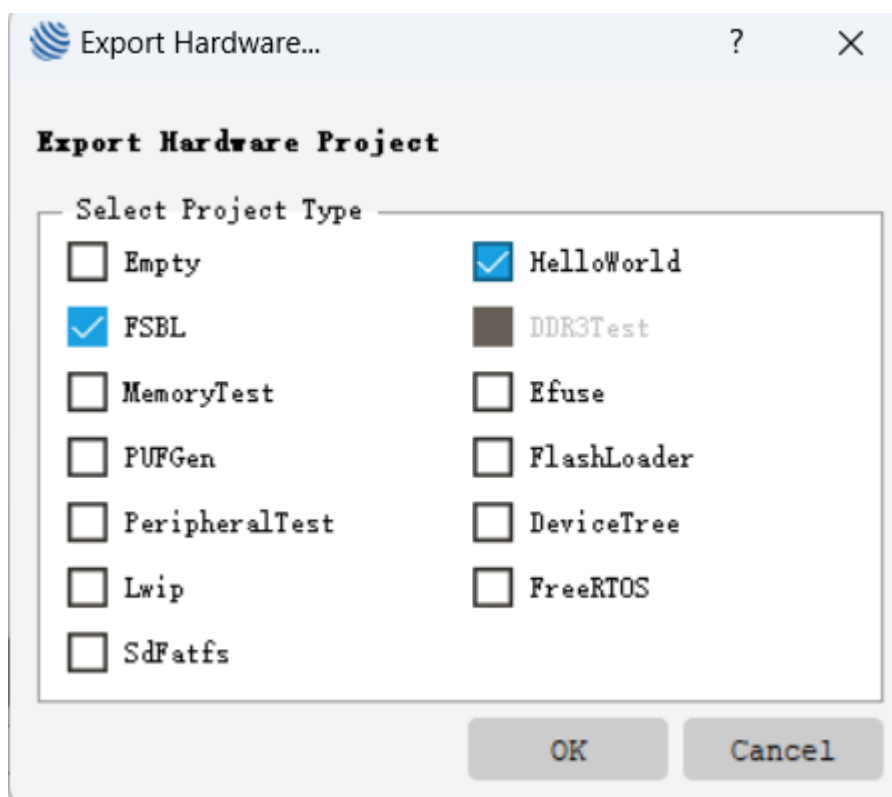 Export Hardware...
?
Export Hardware Project
Select Project Type
Empty
HelloWorld
FSBL
DDR3Test
MemoryTest
Efuse
PUFGen
FlashLoader
PeripheralTest
DeviceTree
Lwip
FreeRTOS
SdFatfs
OK
Cancel